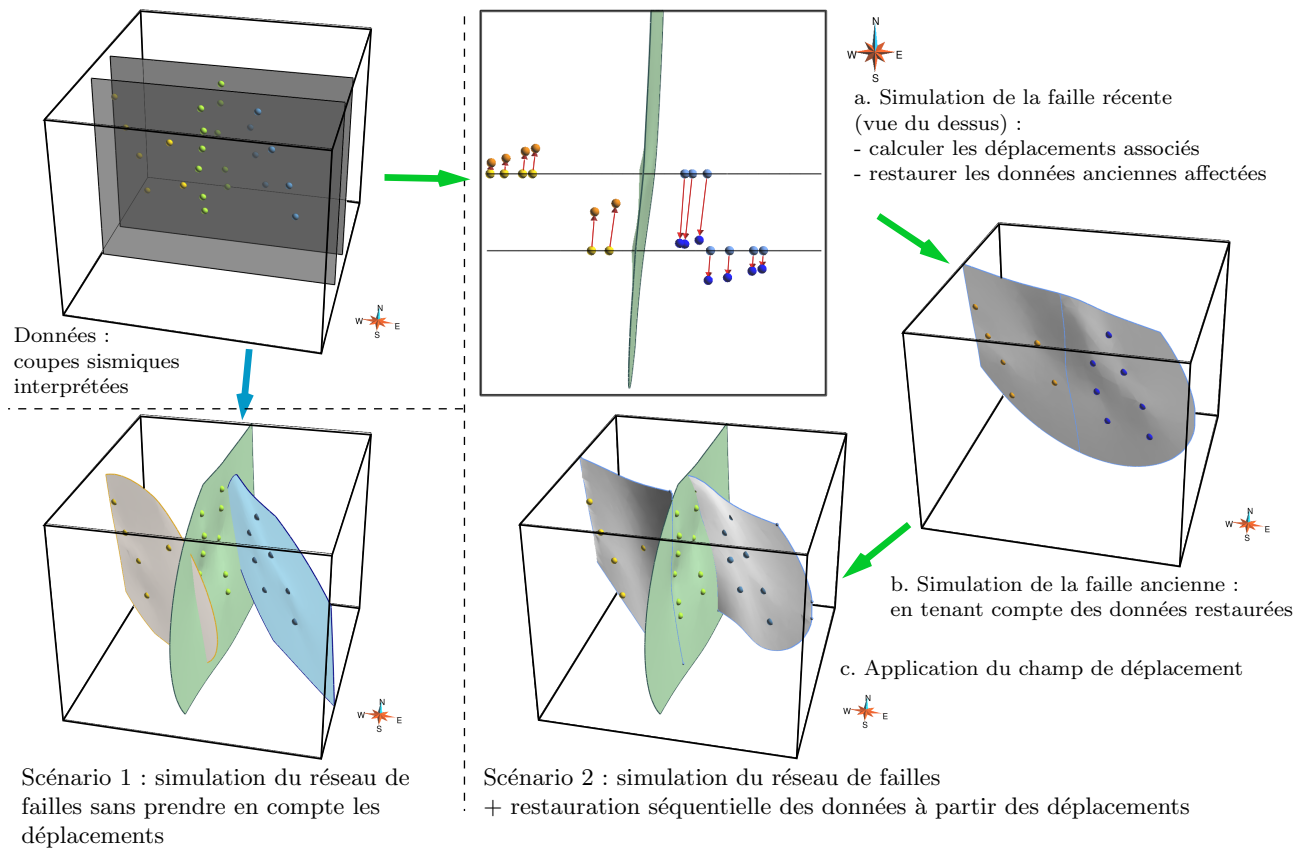 N
W
E
S
a. Simulation de la faille récente
(vue du dessus) :
- calculer les déplacements associés
- restaurer les données anciennes affectées
N
W
E
S
Données :
coupes sismiques
interprétées
N
W
E
S
b. Simulation de la faille ancienne :
en tenant compte des données restaurées
c. Application du champ de déplacement
N
W
E
S
N
W
E
S
Scénario 1 : simulation du réseau de
failles sans prendre en compte les
déplacements
Scénario 2 : simulation du réseau de failles
+ restauration séquentielle des données à partir des déplacements